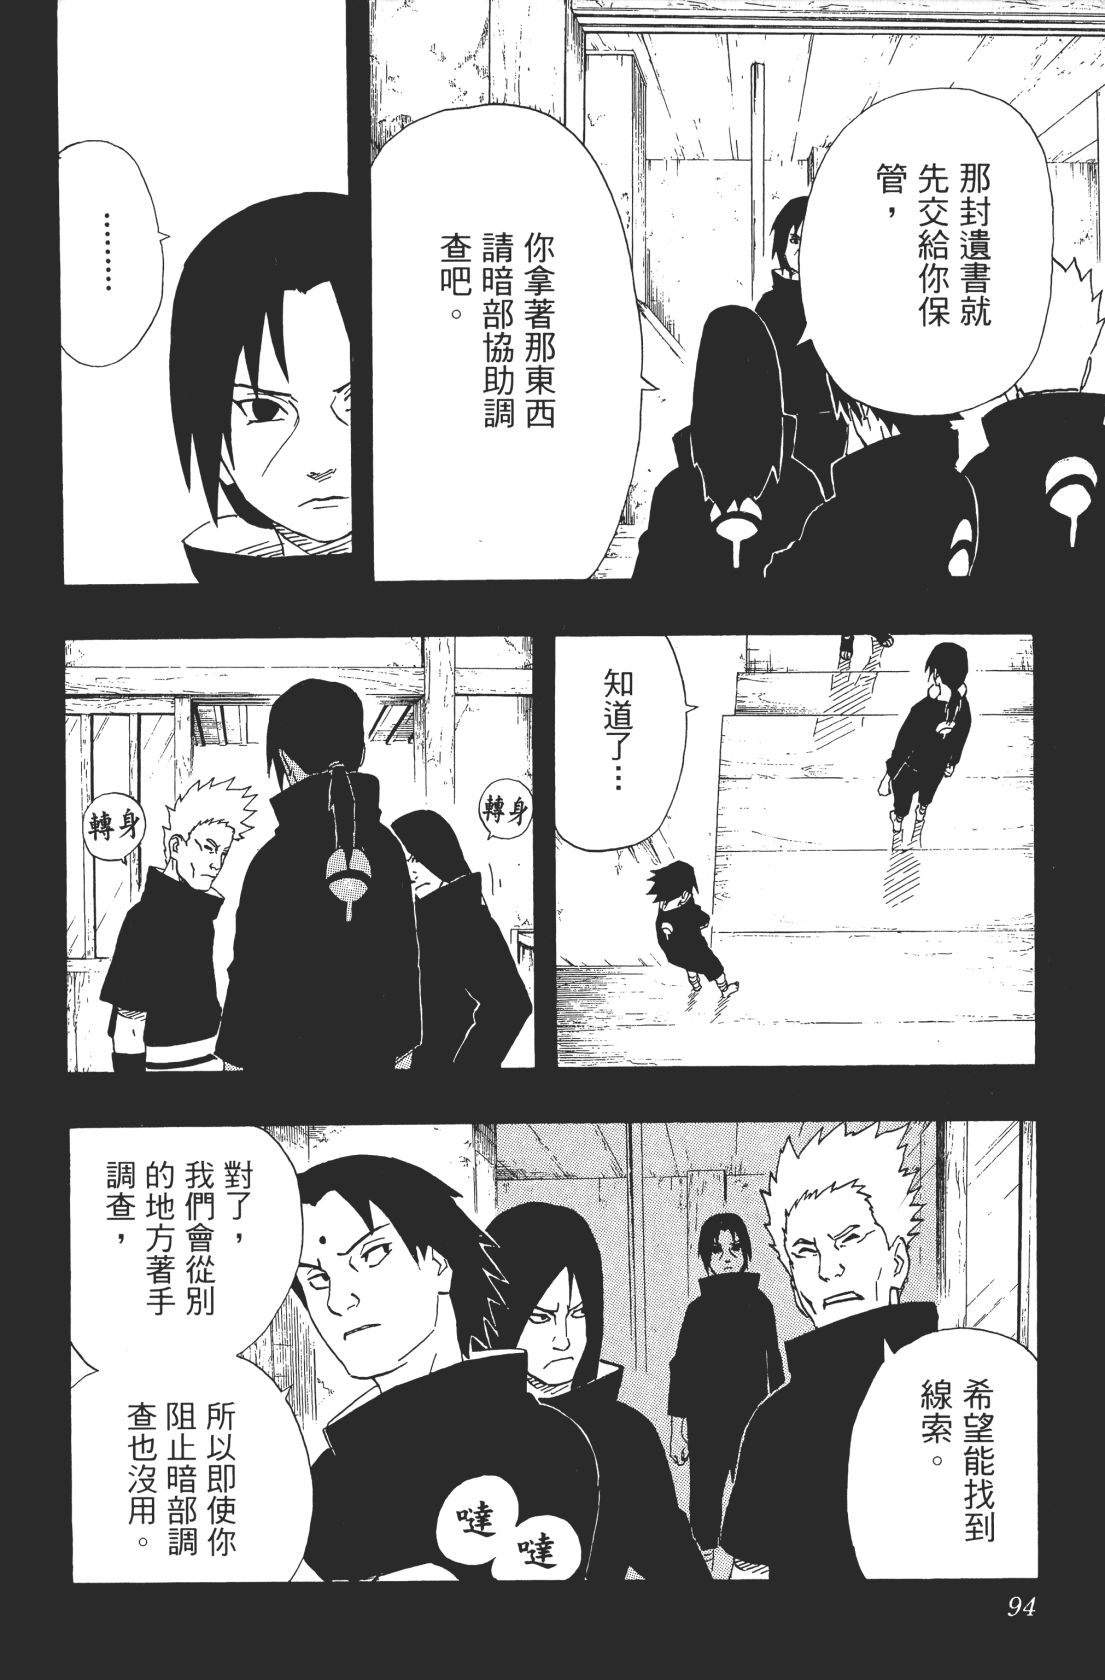 那封遺書就
先交給你保
管，
你拿著那東西
請暗部協助調
查吧。
………
知道了…
轉身
轉身
希望能找到
線索。
對了，
我們會從別
的地方著手
調查，
所以即使你
阻止暗部調
查也沒用。
噠
噠
94